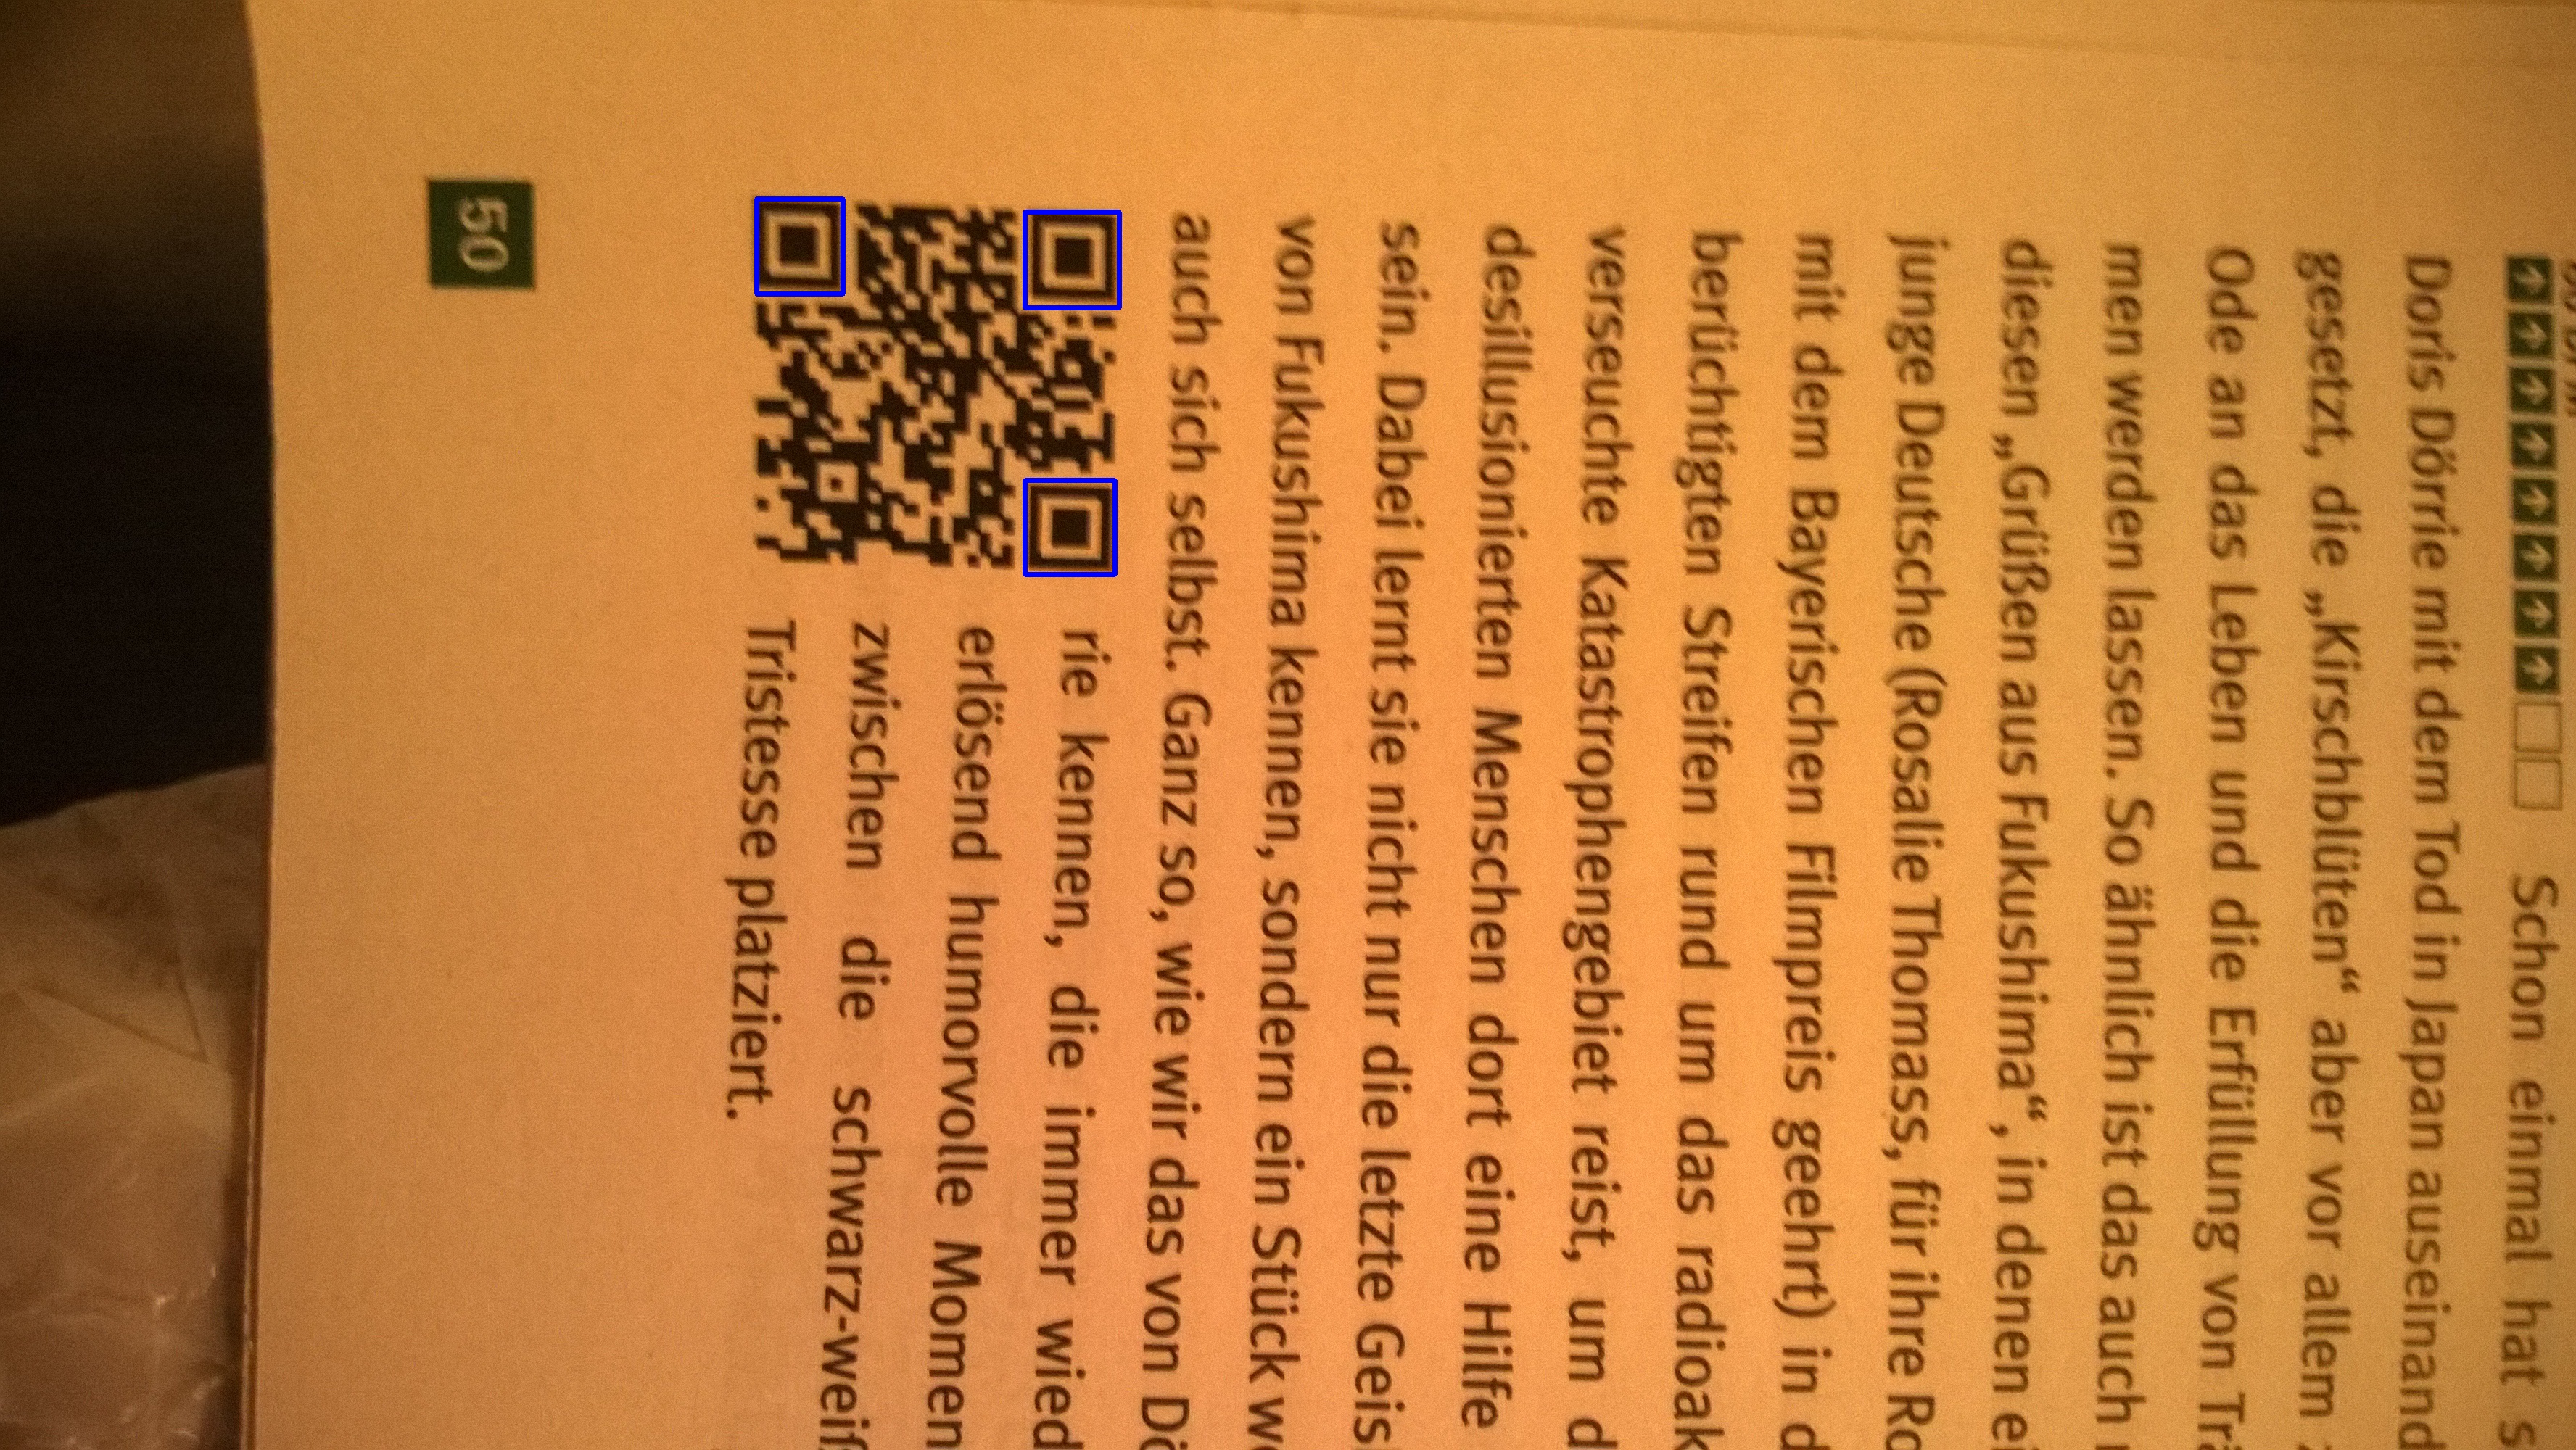 Schon einmal hat s
Doris Dörrie mit dem Tod in Japan auseinand
gesetzt, die „Kirschblüten“ aber vor allem
Ode an das Leben und die Erfüllung von Trä
men werden lassen. So ähnlich ist das auch
diesen „Grüßen aus Fukushima“, in denen ei
junge Deutsche (Rosalie Thomass, für ihre Ro
mit dem Bayerischen Filmpreis geehrt) in d
berüchtigten Streifen rund um das radioak
verseuchte Katastrophengebiet reist, um d
desillusionierten Menschen dort eine Hilfe
sein. Dabei lernt sie nicht nur die letzte Geis
von Fukushima kennen, sondern ein Stück we
auch sich selbst. Ganz so, wie wir das von Dö
rie kennen, die immer wied
erlösend humorvolle Momen
zwischen die schwarz-weiß
Tristesse platziert.
50